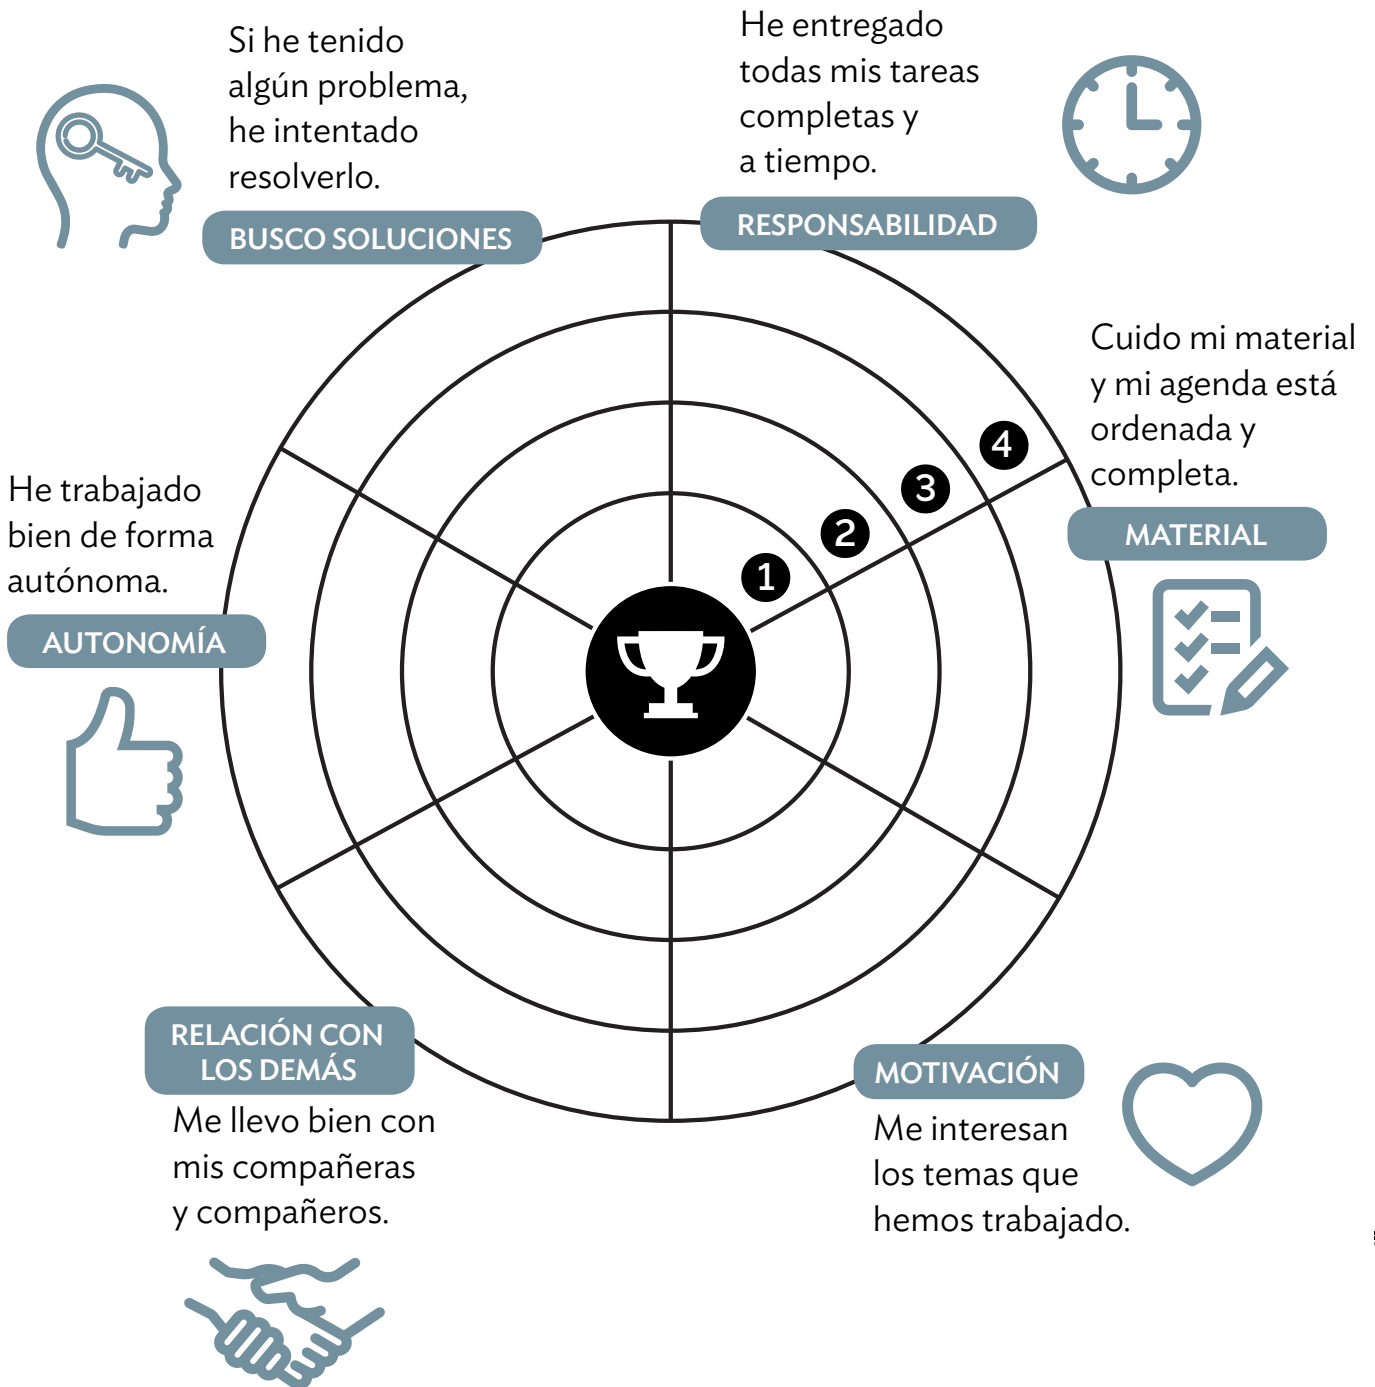 Si he tenido
algún problema,
he intentado
resolverlo.
BUSCO SOLUCIONES
He entregado
todas mis tareas
completas y
a tiempo.
RESPONSABILIDAD
Cuido mi material
y mi agenda está
ordenada y
completa.
MATERIAL
4
3
2
1
He trabajado
bien de forma
autónoma.
AUTONOMÍA
RELACIÓN CON
LOS DEMÁS
Me llevo bien con
mis compañeras
y compañeros.
MOTIVACIÓN
Me interesan
los temas que
hemos trabajado.